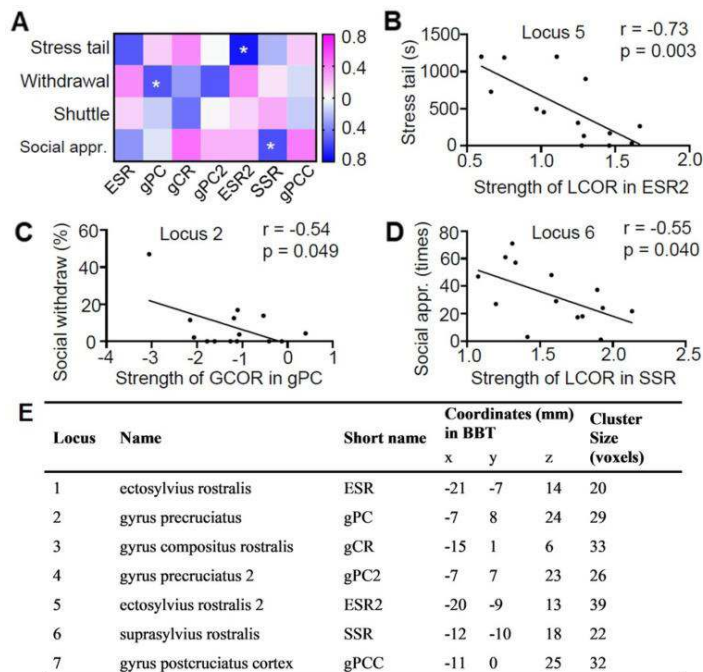 A
Stress tail
Withdrawal
Shuttle
Social appr.
ESR gPC gCR gPC2 ESR2 SSR gPCC
* * *
0.8
0.4
0
0.4
0.8
B
Locus 5
r = -0.73
p = 0.003
Stress tail (s)
1500
1000
500
0
0.5 1.0 1.5 2.0
Strength of LCOR in ESR2
C
Locus 2
r = -0.54
p = 0.049
Social withdraw (%)
60
40
20
0
-4 -3 -2 -1 0 1
Strength of GCOR in gPC
D
Locus 6
r = -0.55
p = 0.040
Social appr. (times)
80
60
40
20
0
1.0 1.5 2.0 2.5
Strength of LCOR in SSR
E
Locus Name Short name Coordinates (mm) in BBT Cluster Size (voxels)
x y z
1 ectosylvius rostralis ESR -21 -7 14 20
2 gyrus precruciatus gPC -7 8 24 29
3 gyrus compositus rostralis gCR -15 1 6 33
4 gyrus precruciatus 2 gPC2 -7 7 23 26
5 ectosylvius rostralis 2 ESR2 -20 -9 13 39
6 suprasylvius rostralis SSR -12 -10 18 22
7 gyrus postcruciatus cortex gPCC -11 0 25 32